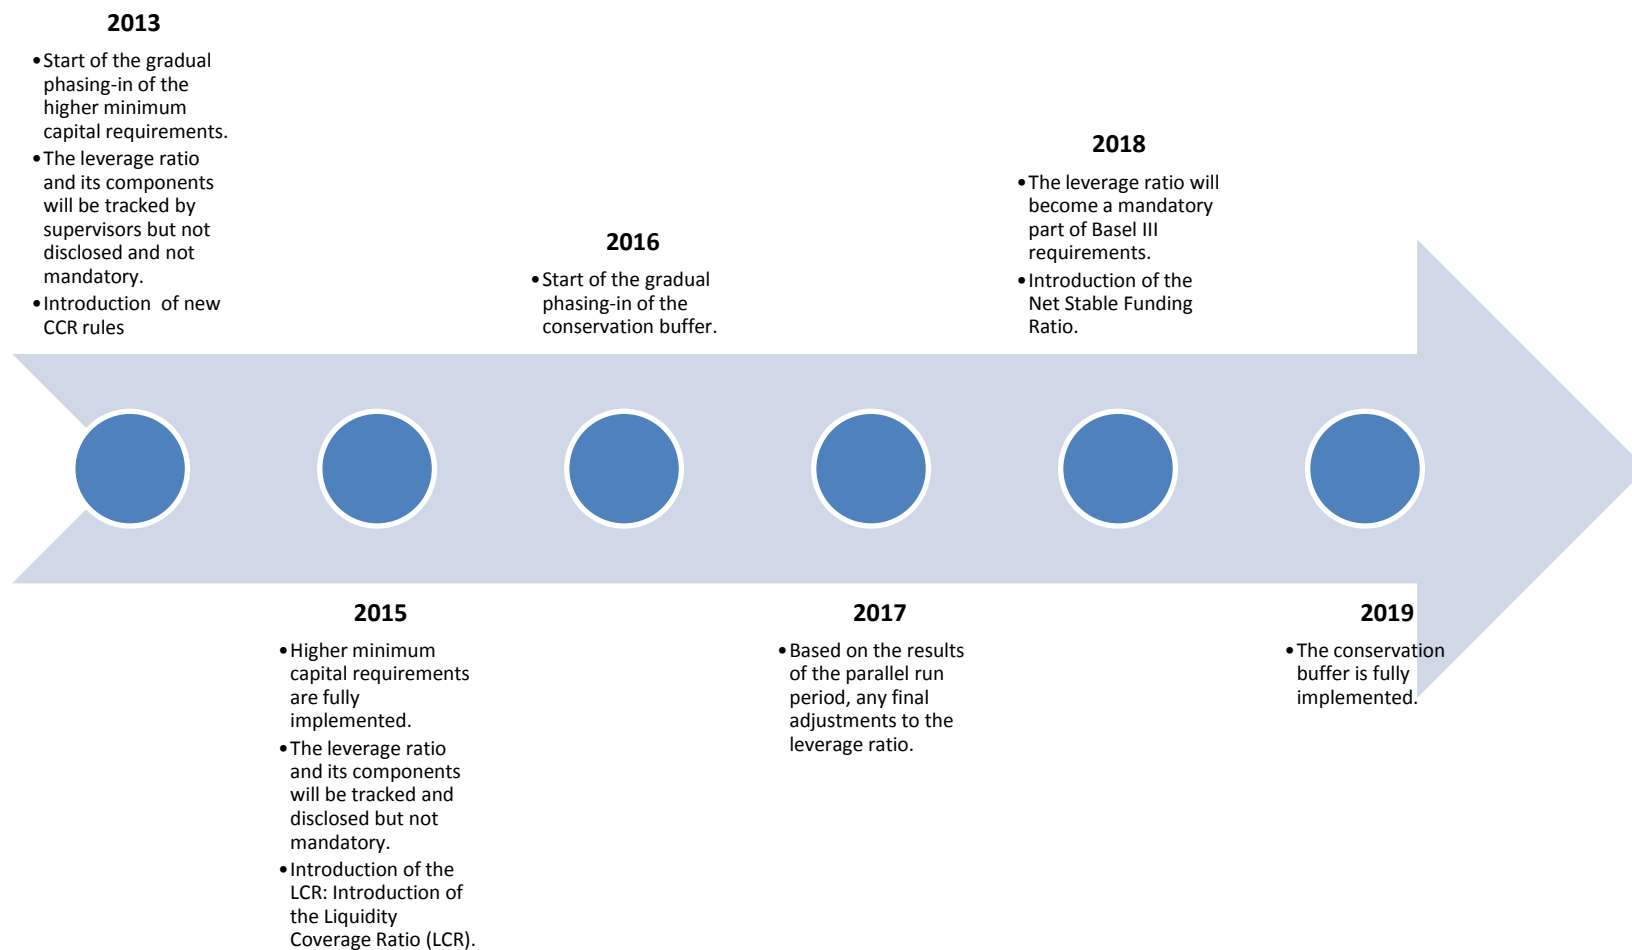 2013
•Start of the gradual
phasing-in of the
higher minimum
capital requirements.
•The leverage ratio
and its components
will be tracked by
supervisors but not
disclosed and not
mandatory.
•Introduction of new
CCR rules
2015
•Higher minimum
capital requirements
are fully
implemented.
•The leverage ratio
and its components
will be tracked and
disclosed but not
mandatory.
•Introduction of the
LCR: Introduction of
the Liquidity
Coverage Ratio (LCR).
2016
•Start of the gradual
phasing-in of the
conservation buffer.
2017
•Based on the results
of the parallel run
period, any final
adjustments to the
leverage ratio.
2018
•The leverage ratio will
become a mandatory
part of Basel III
requirements.
•Introduction of the
Net Stable Funding
Ratio.
2019
•The conservation
buffer is fully
implemented.